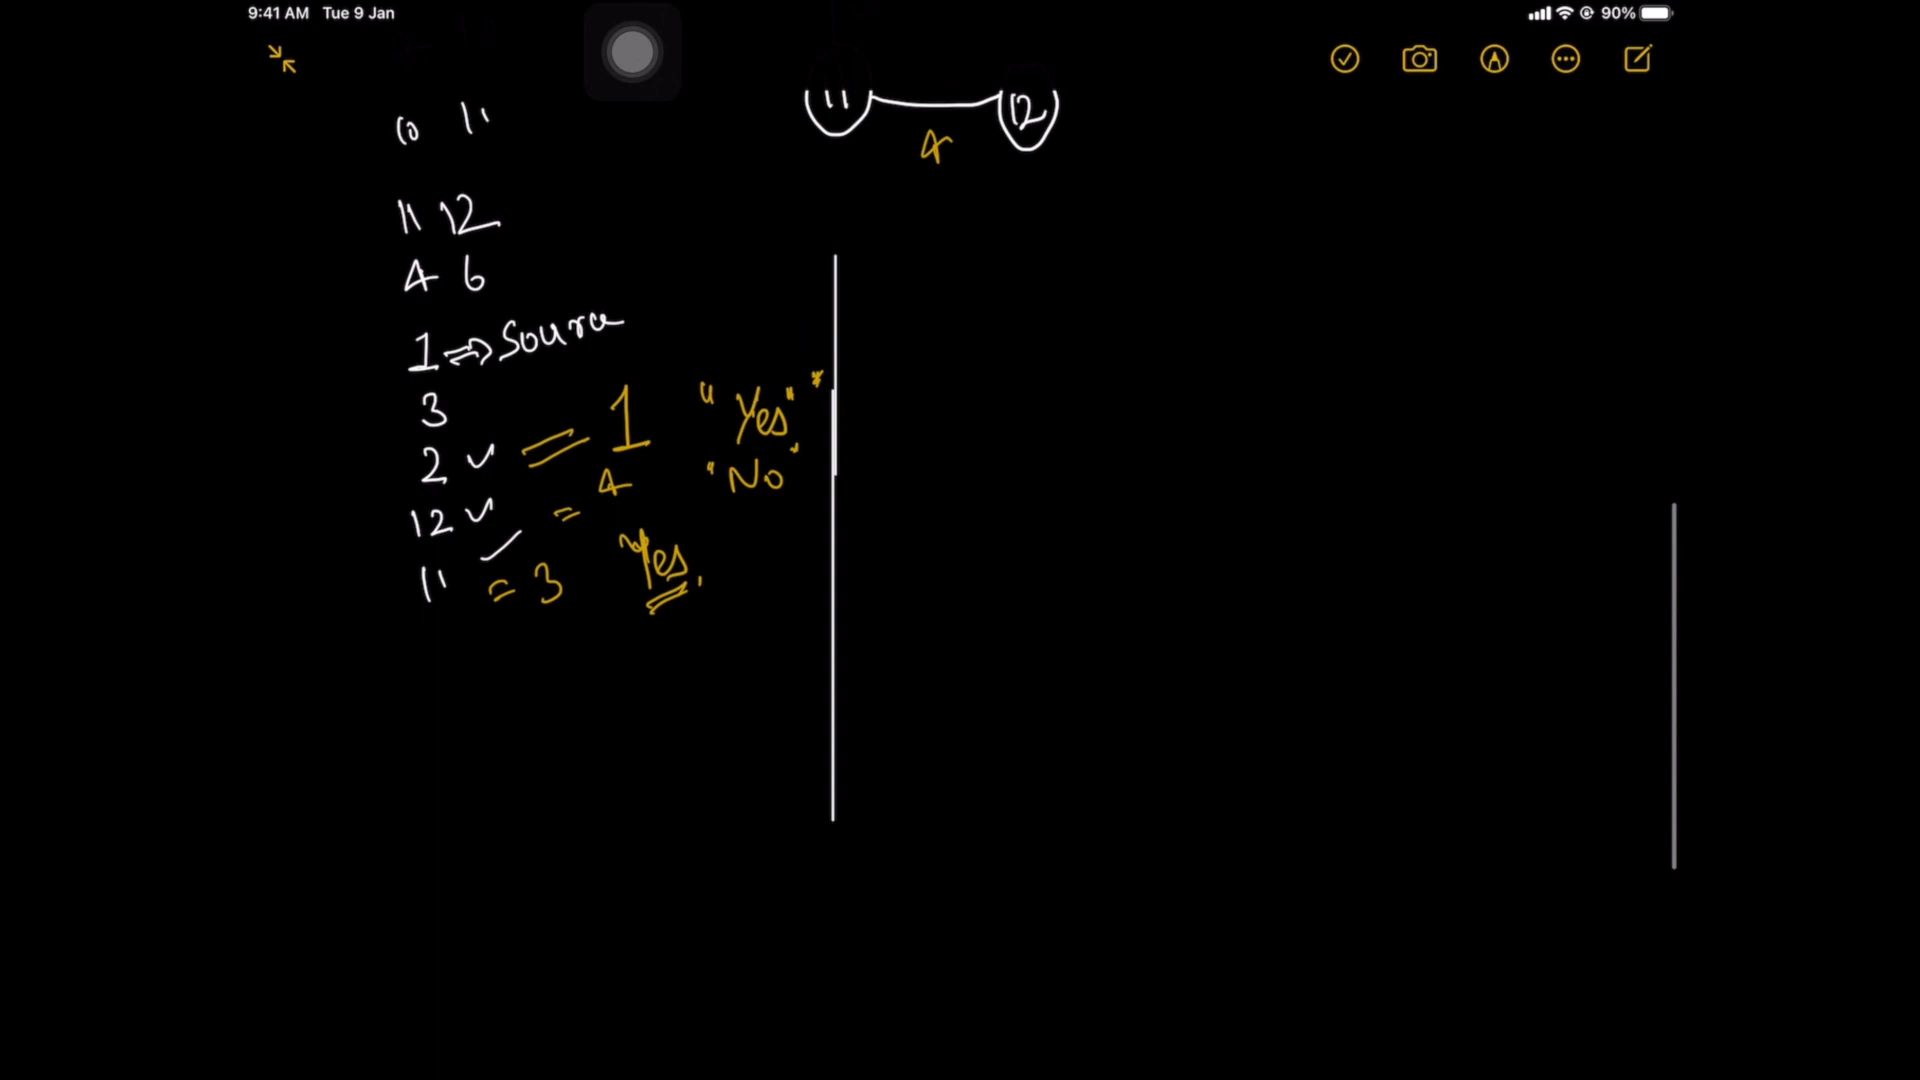 9:41 AM Tue 9 Jan
90%
10 11
11 12
11 12
4
4 6
1 => Source
3
2 ✓ = 1 "Yes"
12 ✓ = 4 "No"
11 = 3 Yes